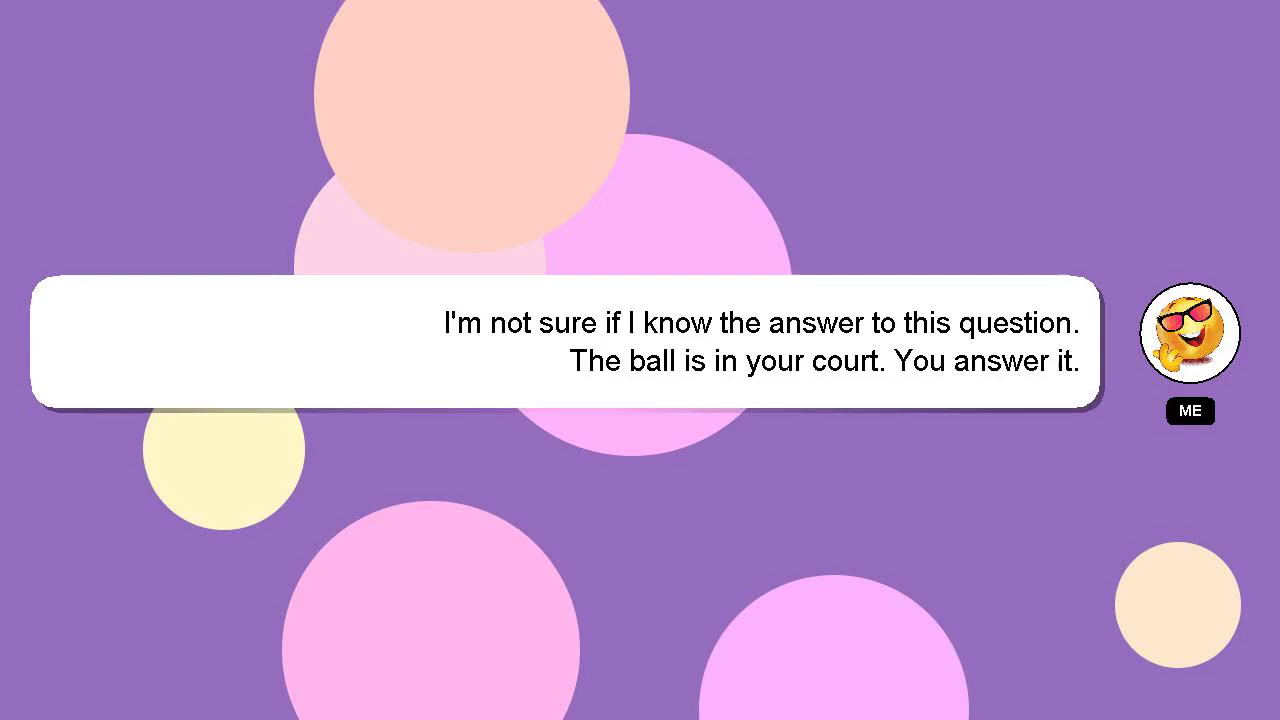 I'm not sure if I know the answer to this question.
The ball is in your court. You answer it.
ME